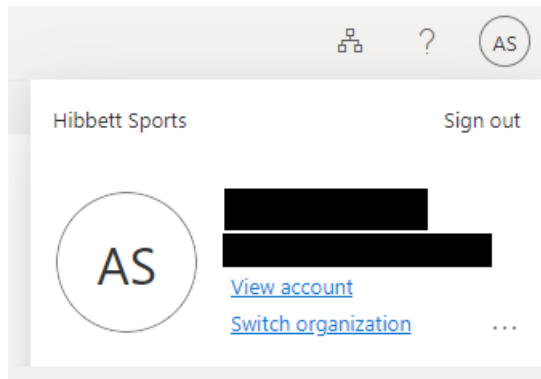 ?
AS
Hibbett Sports
Sign out
AS
View account
Switch organization
...